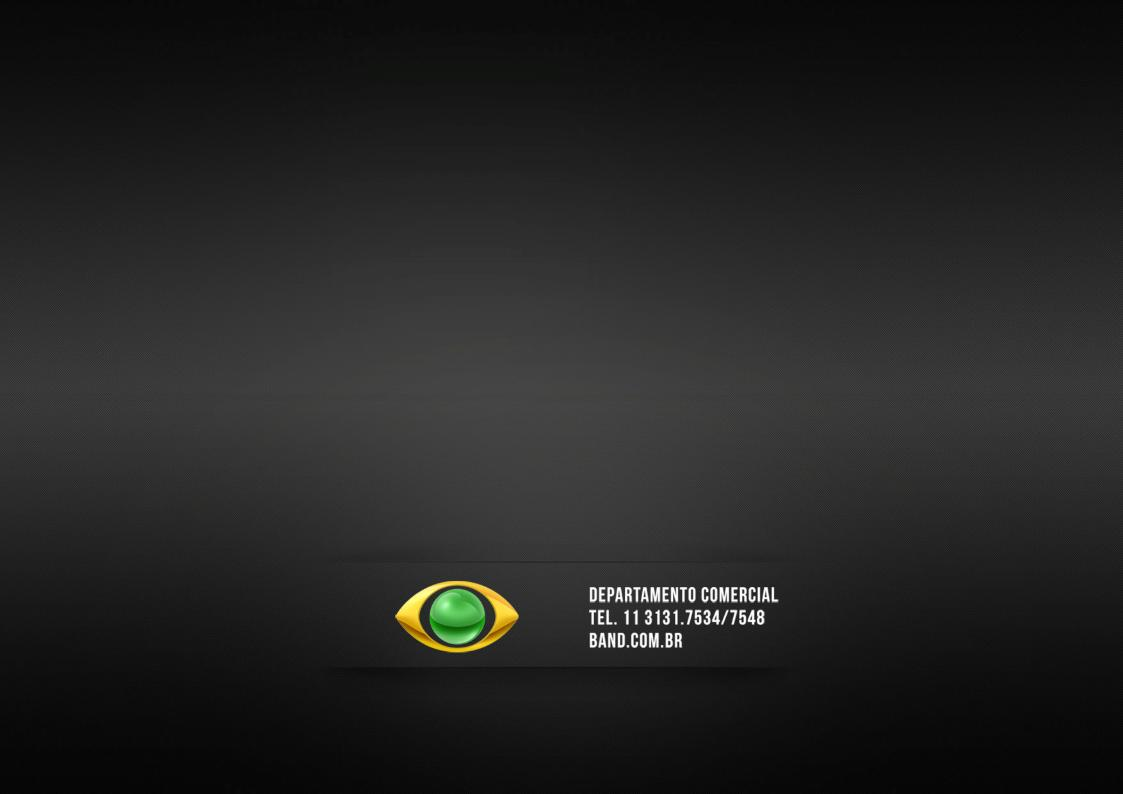 DEPARTAMENTO COMERCIAL
TEL. 11 3131.7534/7548
BAND.COM.BR